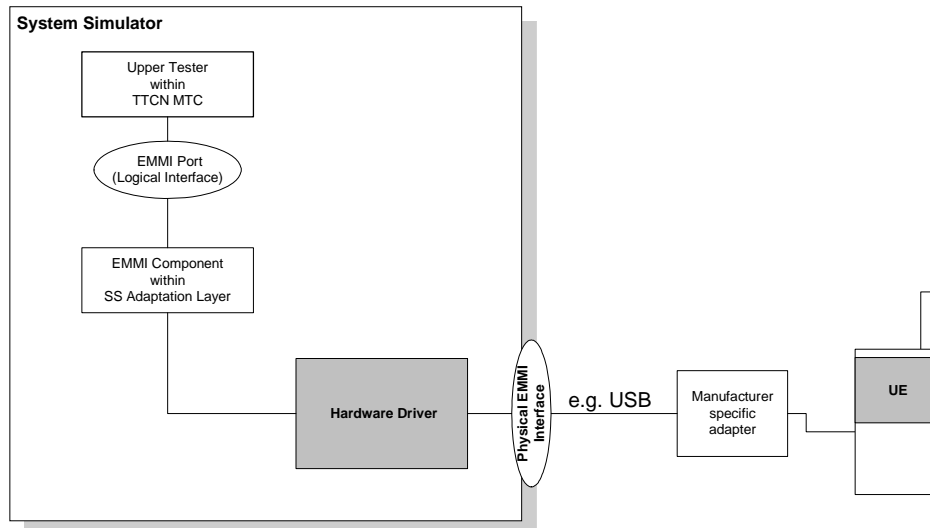 System Simulator
Upper Tester
within
TTCN MTC
EMMI Port
(Logical Interface)
EMMI Component
within
SS Adaptation Layer
Hardware Driver
Physical EMMI
Interface
e.g. USB
Manufacturer
specific
adapter
UE